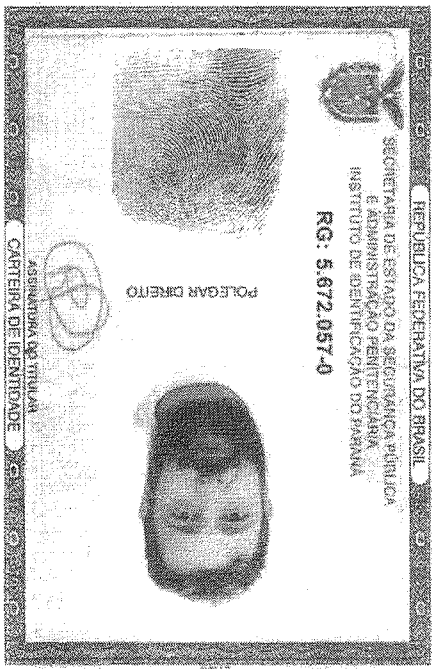 REPÚBLICA FEDERATIVA DO BRASIL
SECRETARIA DE ESTADO DA SEGURANÇA PÚBLICA
E ADMINISTRAÇÃO PENITENCIÁRIA
INSTITUTO DE IDENTIFICAÇÃO DO PARANÁ
RG: 5.672.057-0
POLEGAR DIREITO
ASSINATURA DO TITULAR
CARTEIRA DE IDENTIDADE